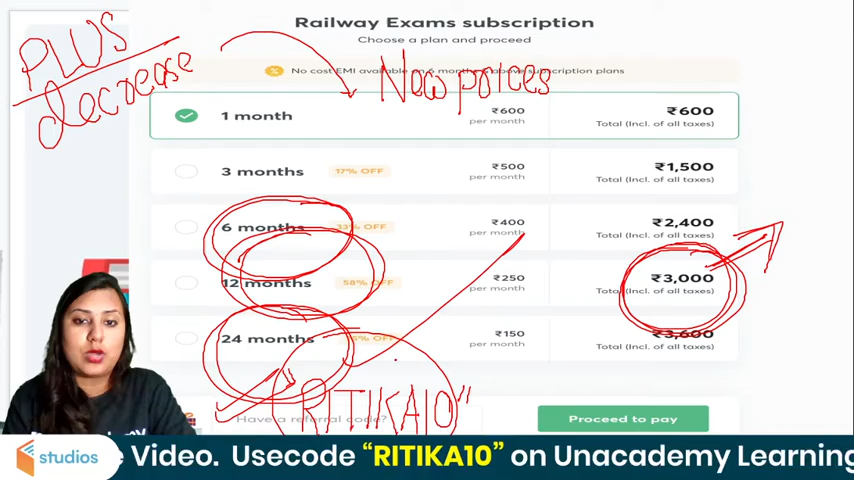 Railway Exams subscription
Choose a plan and proceed
PLUS
decrease
No cost EMI available on 6 months & above subscription plans
New prices
1 month ₹600 per month ₹600 Total (Incl. of all taxes)
3 months 17% OFF ₹500 per month ₹1,500 Total (Incl. of all taxes)
6 months 33% OFF ₹400 per month ₹2,400 Total (Incl. of all taxes)
12 months 58% OFF ₹250 per month ₹3,000 Total (Incl. of all taxes)
24 months ₹150 per month ₹3,600 Total (Incl. of all taxes)
"RITIKA10"
Have a referral code?
Proceed to pay
studios
Video. Usecode "RITIKA10" on Unacademy Learning